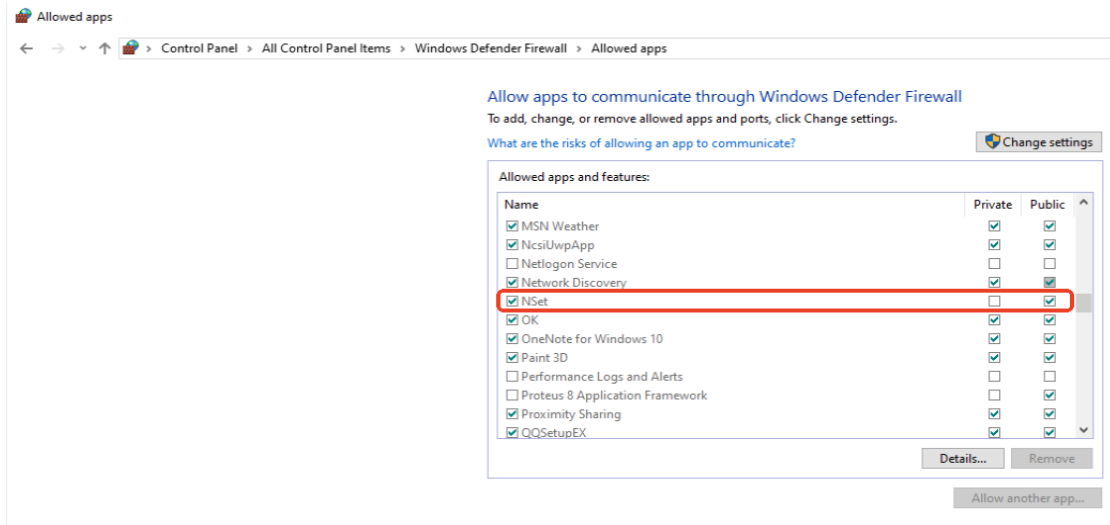 Allowed apps
Control Panel > All Control Panel Items > Windows Defender Firewall > Allowed apps
Allow apps to communicate through Windows Defender Firewall
To add, change, or remove allowed apps and ports, click Change settings.
What are the risks of allowing an app to communicate?
Change settings
Allowed apps and features:
Name Private Public
MSN Weather
NcsiUwpApp
Netlogon Service
Network Discovery
NSet
OK
OneNote for Windows 10
Paint 3D
Performance Logs and Alerts
Proteus 8 Application Framework
Proximity Sharing
QQSetupEX
Details... Remove
Allow another app...